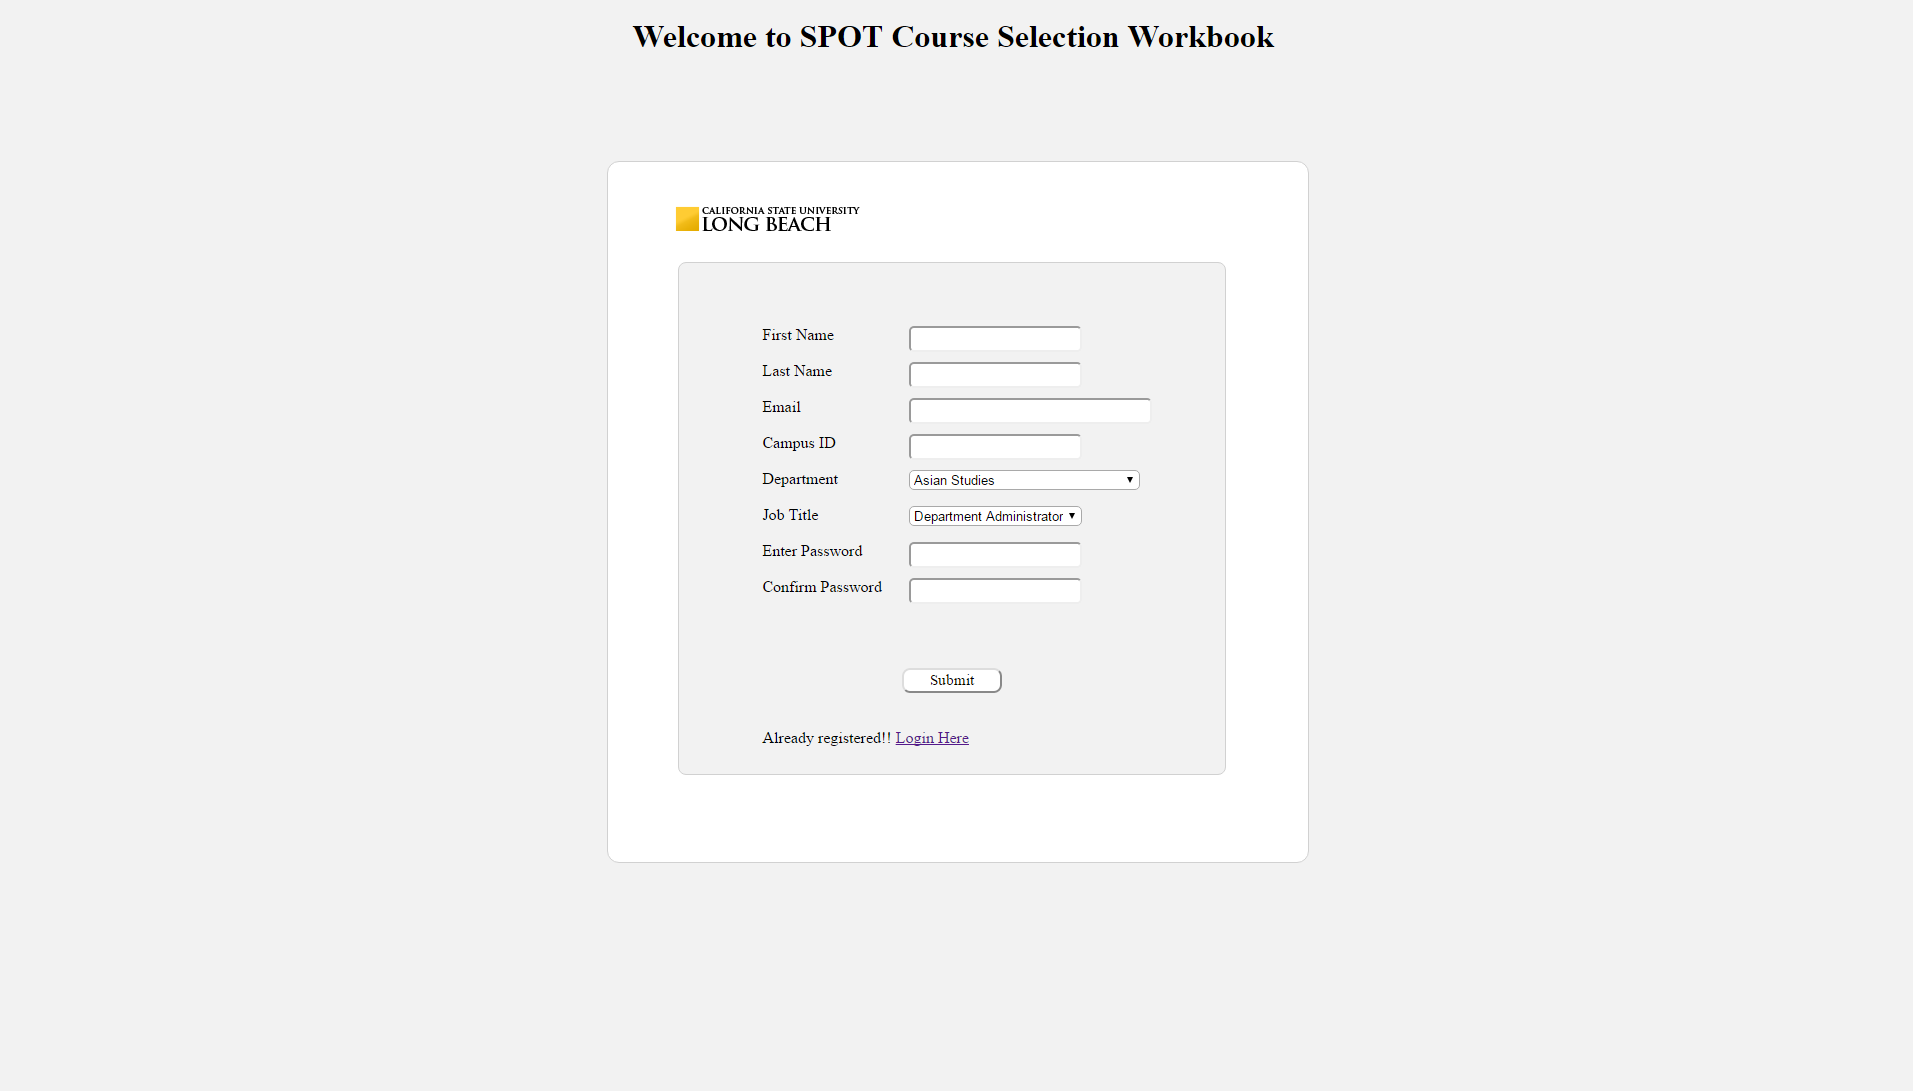 Welcome to SPOT Course Selection Workbook
CALIFORNIA STATE UNIVERSITY
LONG BEACH
First Name
Last Name
Email
Campus ID
Department Asian Studies
Job Title Department Administrator
Enter Password
Confirm Password
Submit
Already registered!! Login Here